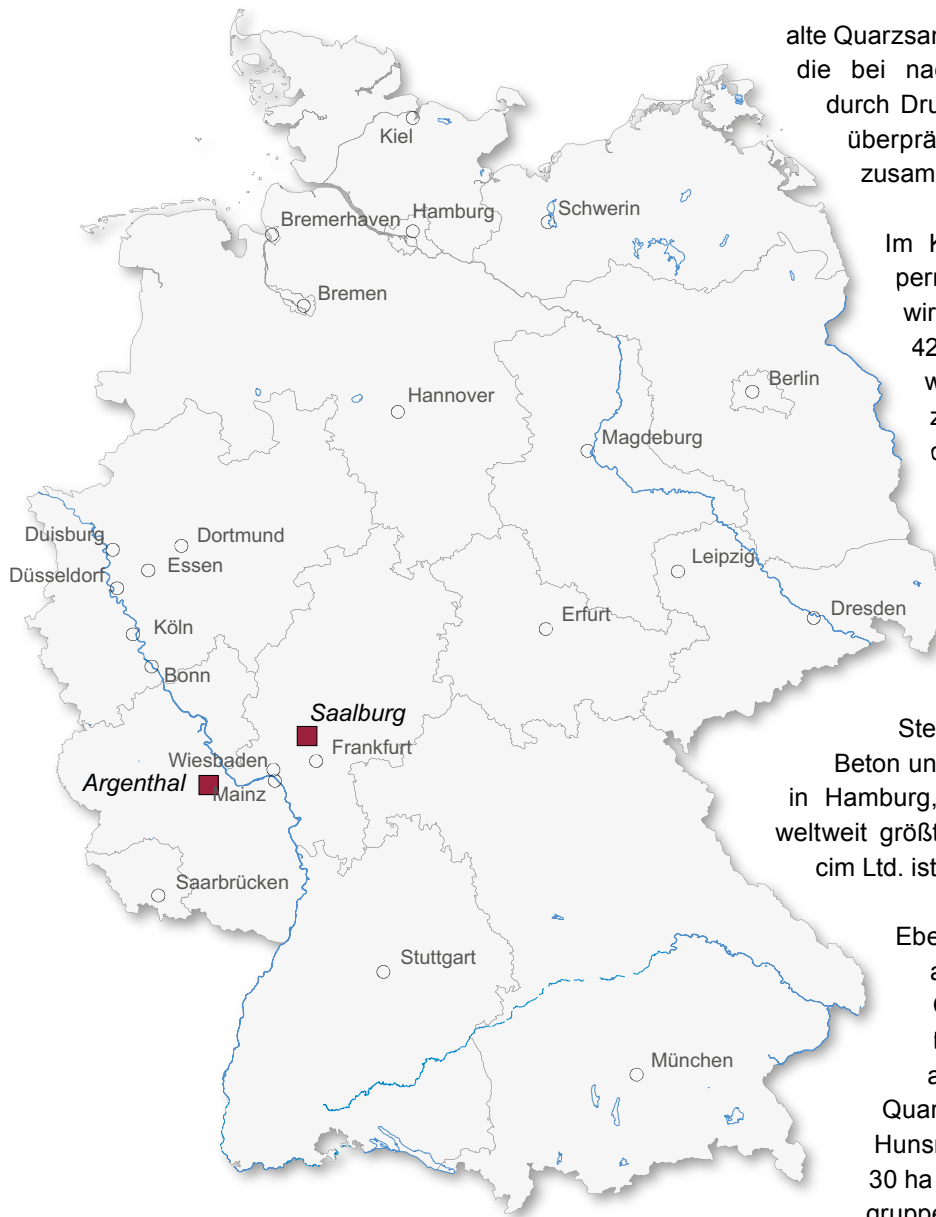 Kiel
Bremerhaven
Hamburg
Schwerin
Bremen
Berlin
Hannover
Magdeburg
Duisburg
Dortmund
Essen
Düsseldorf
Leipzig
Köln
Erfurt
Dresden
Bonn
Saalburg
Wiesbaden
Frankfurt
Argenthal
Mainz
Saarbrücken
Stuttgart
München
alte Quarzsan
die bei nac
durch Dru
überprä
zusam
Im K
perm
wir
42
w
z
Ste
Beton un
in Hamburg,
weltweit größt
cim Ltd. ist
Ebe
a
a
Quar
Hunsr
30 ha
gruppe